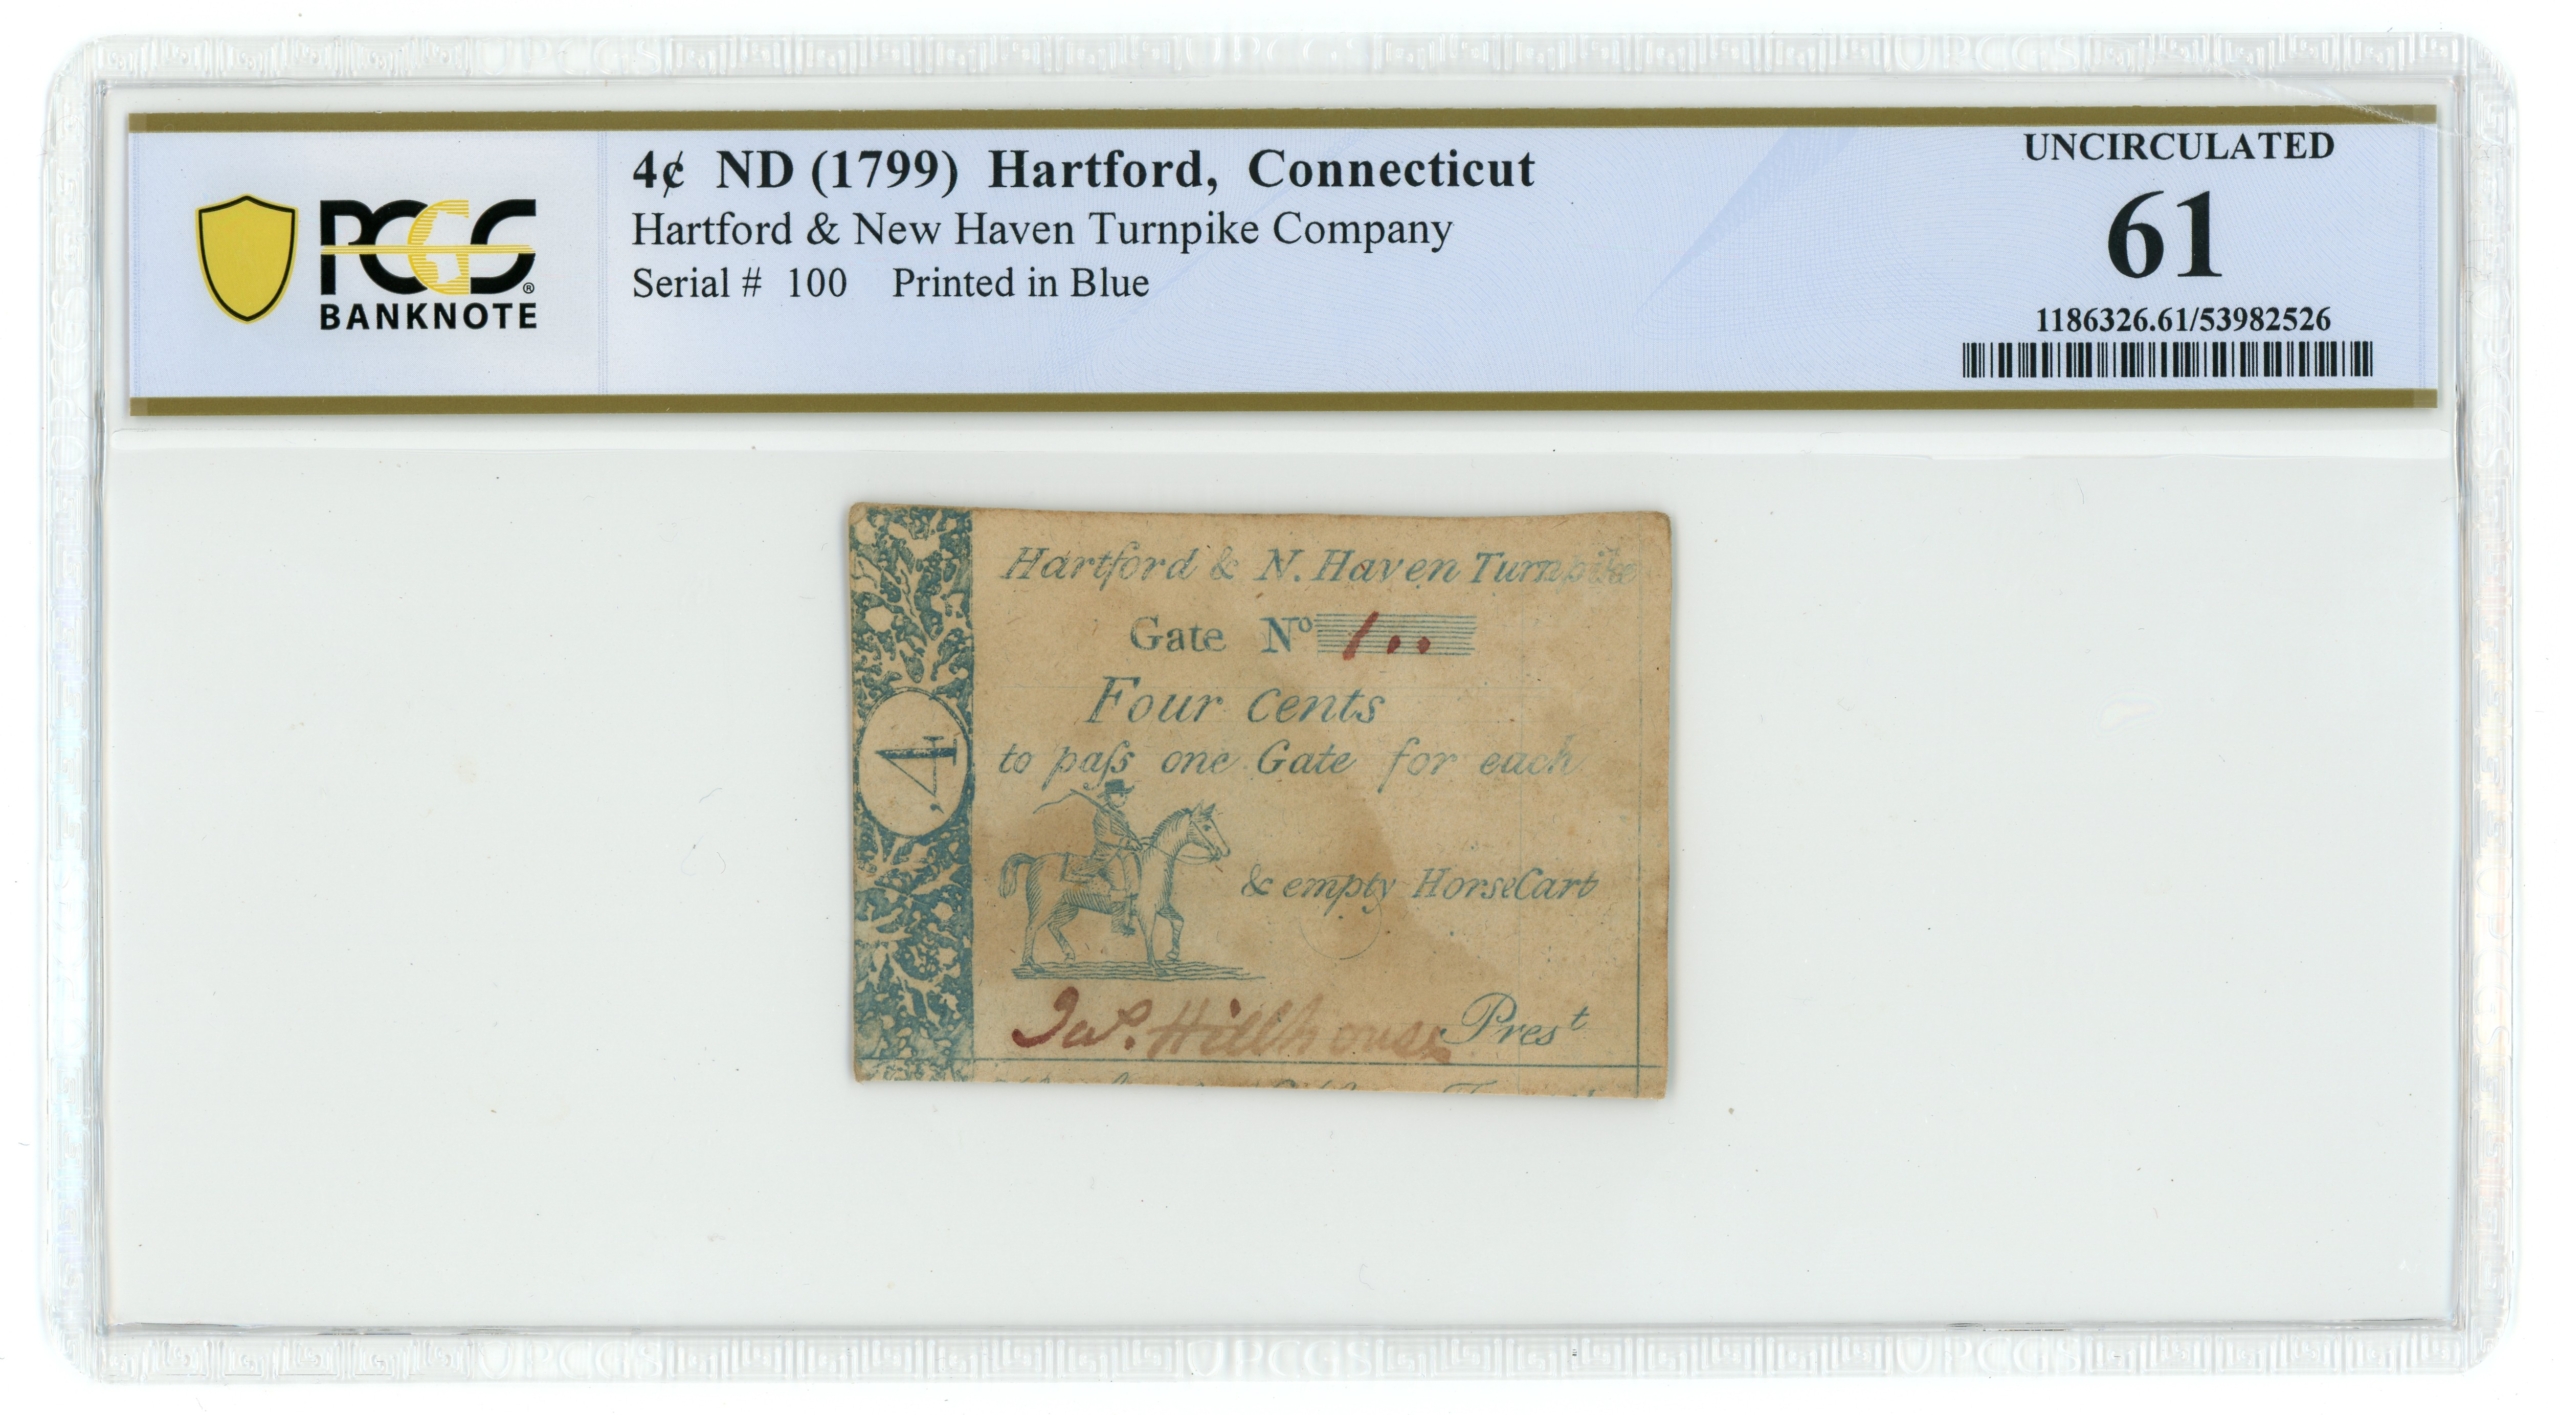 4¢ ND (1799) Hartford, Connecticut
Hartford & New Haven Turnpike Company
Serial # 100 Printed in Blue
PCGS
BANKNOTE
UNCIRCULATED
61
1186326.61/53982526
Hartford & N. Haven Turnpike
Gate Nº 100
Four Cents
to paſs one Gate for each
& empty HorseCart
4
Jas. Hillhouse Presᵗ